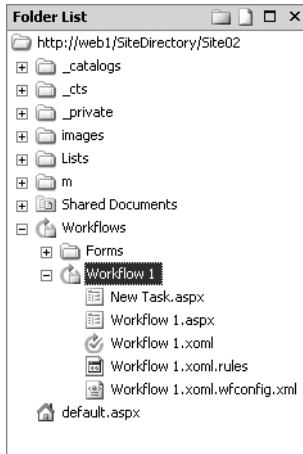 Folder List
http://web1/SiteDirectory/Site02
_catalogs
_cts
_private
images
Lists
m
Shared Documents
Workflows
Forms
Workflow 1
New Task.aspx
Workflow 1.aspx
Workflow 1.xoml
Workflow 1.xoml.rules
Workflow 1.xoml.wfconfig.xml
default.aspx